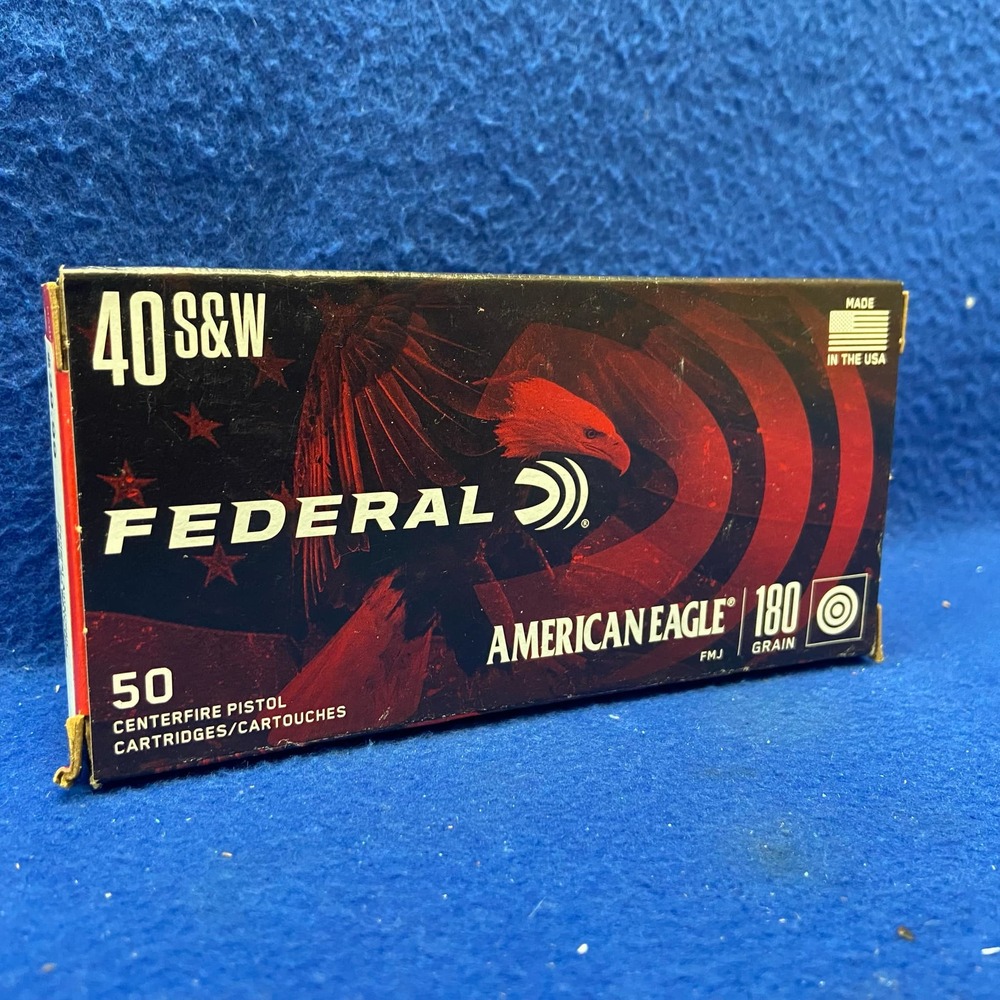 40 S&W
MADE
IN THE USA
FEDERAL®
AMERICAN EAGLE®
FMJ
180
GRAIN
50
CENTERFIRE PISTOL
CARTRIDGES/CARTOUCHES